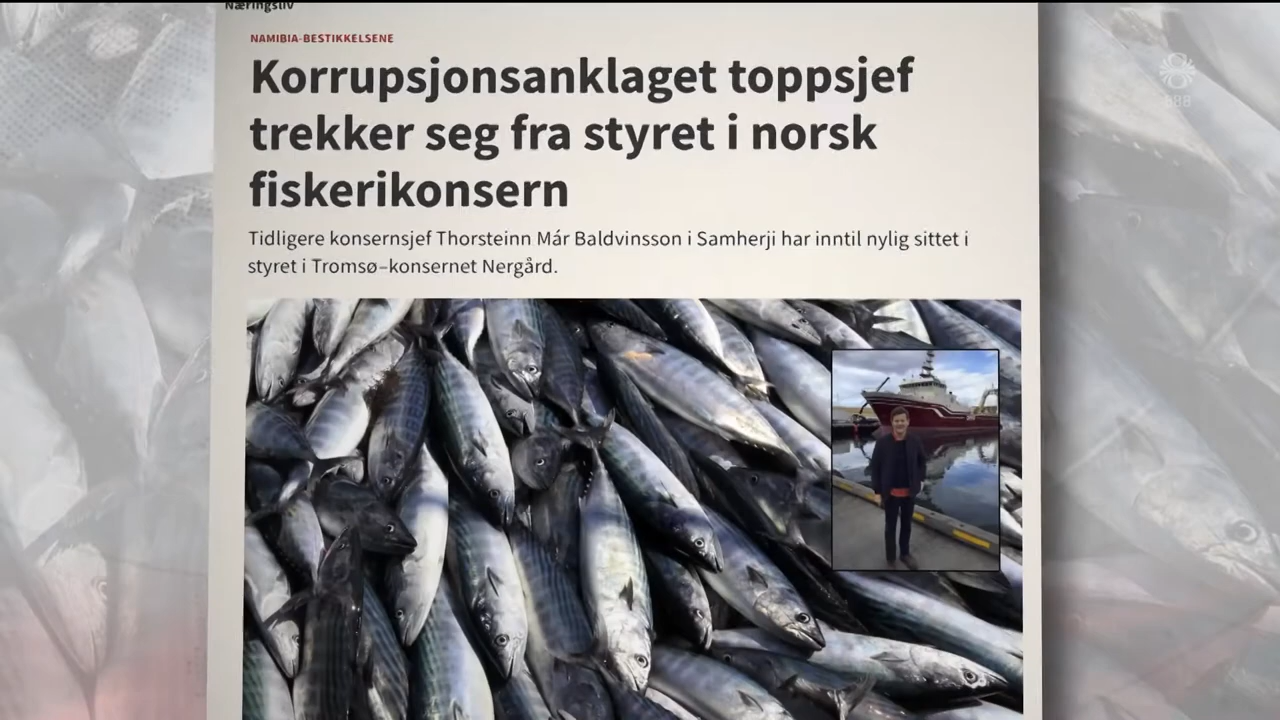 Næringsliv
NAMIBIA-BESTIKKELSENE
Korrupsjonsanklaget toppsjef
trekker seg fra styret i norsk
fiskerikonsern
Tidligere konsernsjef Thorsteinn Már Baldvinsson i Samherji har inntil nylig sittet i
styret i Tromsø–konsernet Nergård.
888